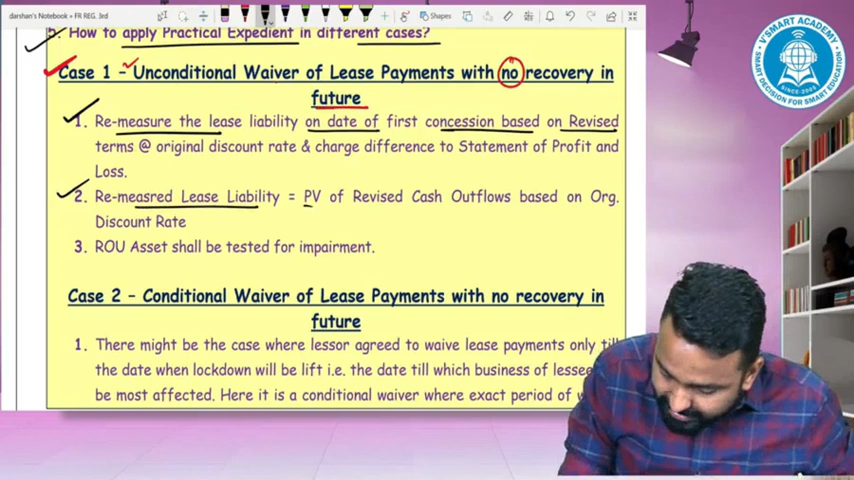 darshan's Notebook » FR REG. 3rd
Shapes
5. How to apply Practical Expedient in different cases?
Case 1 - Unconditional Waiver of Lease Payments with no recovery in
future
1. Re-measure the lease liability on date of first concession based on Revised
terms @ original discount rate & charge difference to Statement of Profit and
Loss.
2. Re-measred Lease Liability = PV of Revised Cash Outflows based on Org.
Discount Rate
3. ROU Asset shall be tested for impairment.
Case 2 - Conditional Waiver of Lease Payments with no recovery in
future
1. There might be the case where lessor agreed to waive lease payments only till
the date when lockdown will be lift i.e. the date till which business of lessee
be most affected. Here it is a conditional waiver where exact period of
V'SMART ACADEMY
SINCE-2005
SMART DECISION FOR SMART EDUCATION